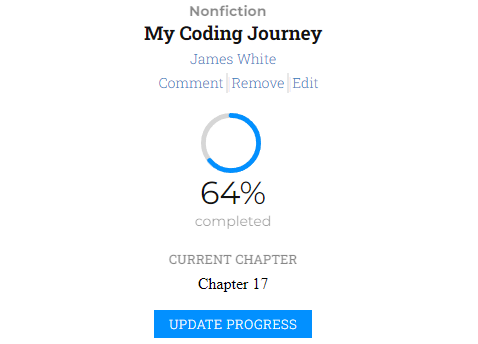 Nonfiction
My Coding Journey
James White
Comment Remove Edit
64%
completed
CURRENT CHAPTER
Chapter 17
UPDATE PROGRESS